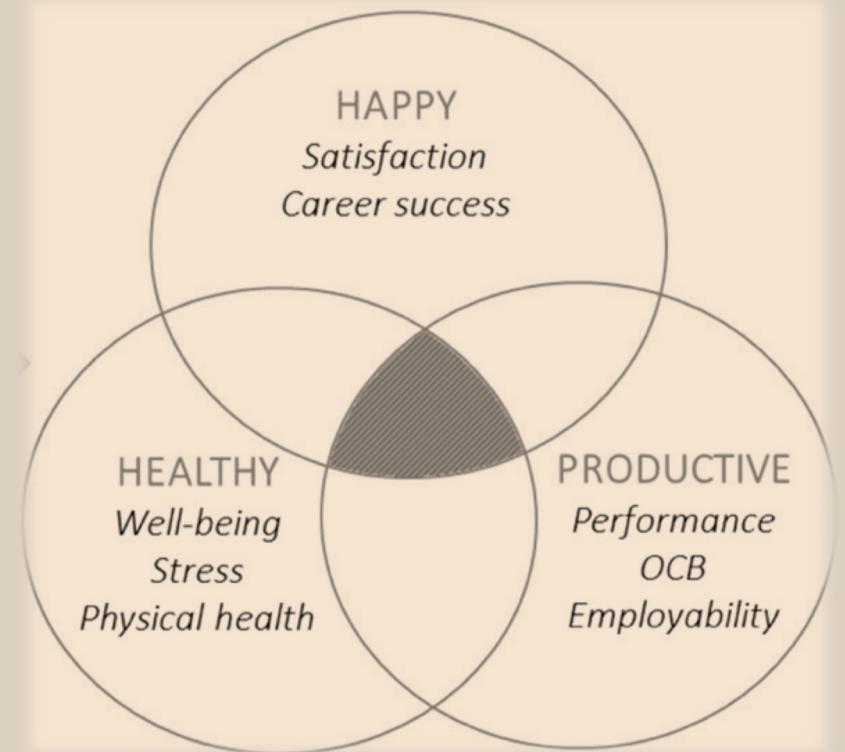 HAPPY
Satisfaction
Career success
HEALTHY
Well-being
Stress
Physical health
PRODUCTIVE
Performance
OCB
Employability